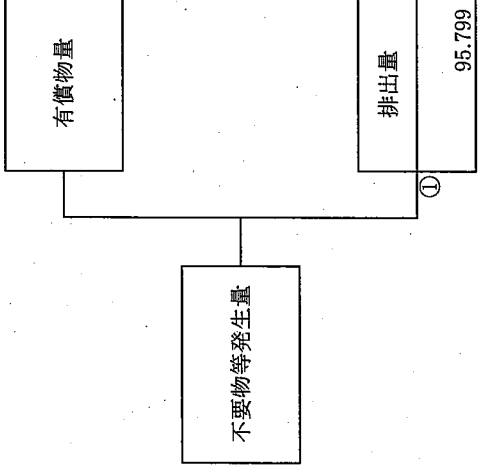 有償物量
不要物等発生量
排出量
①
95.799